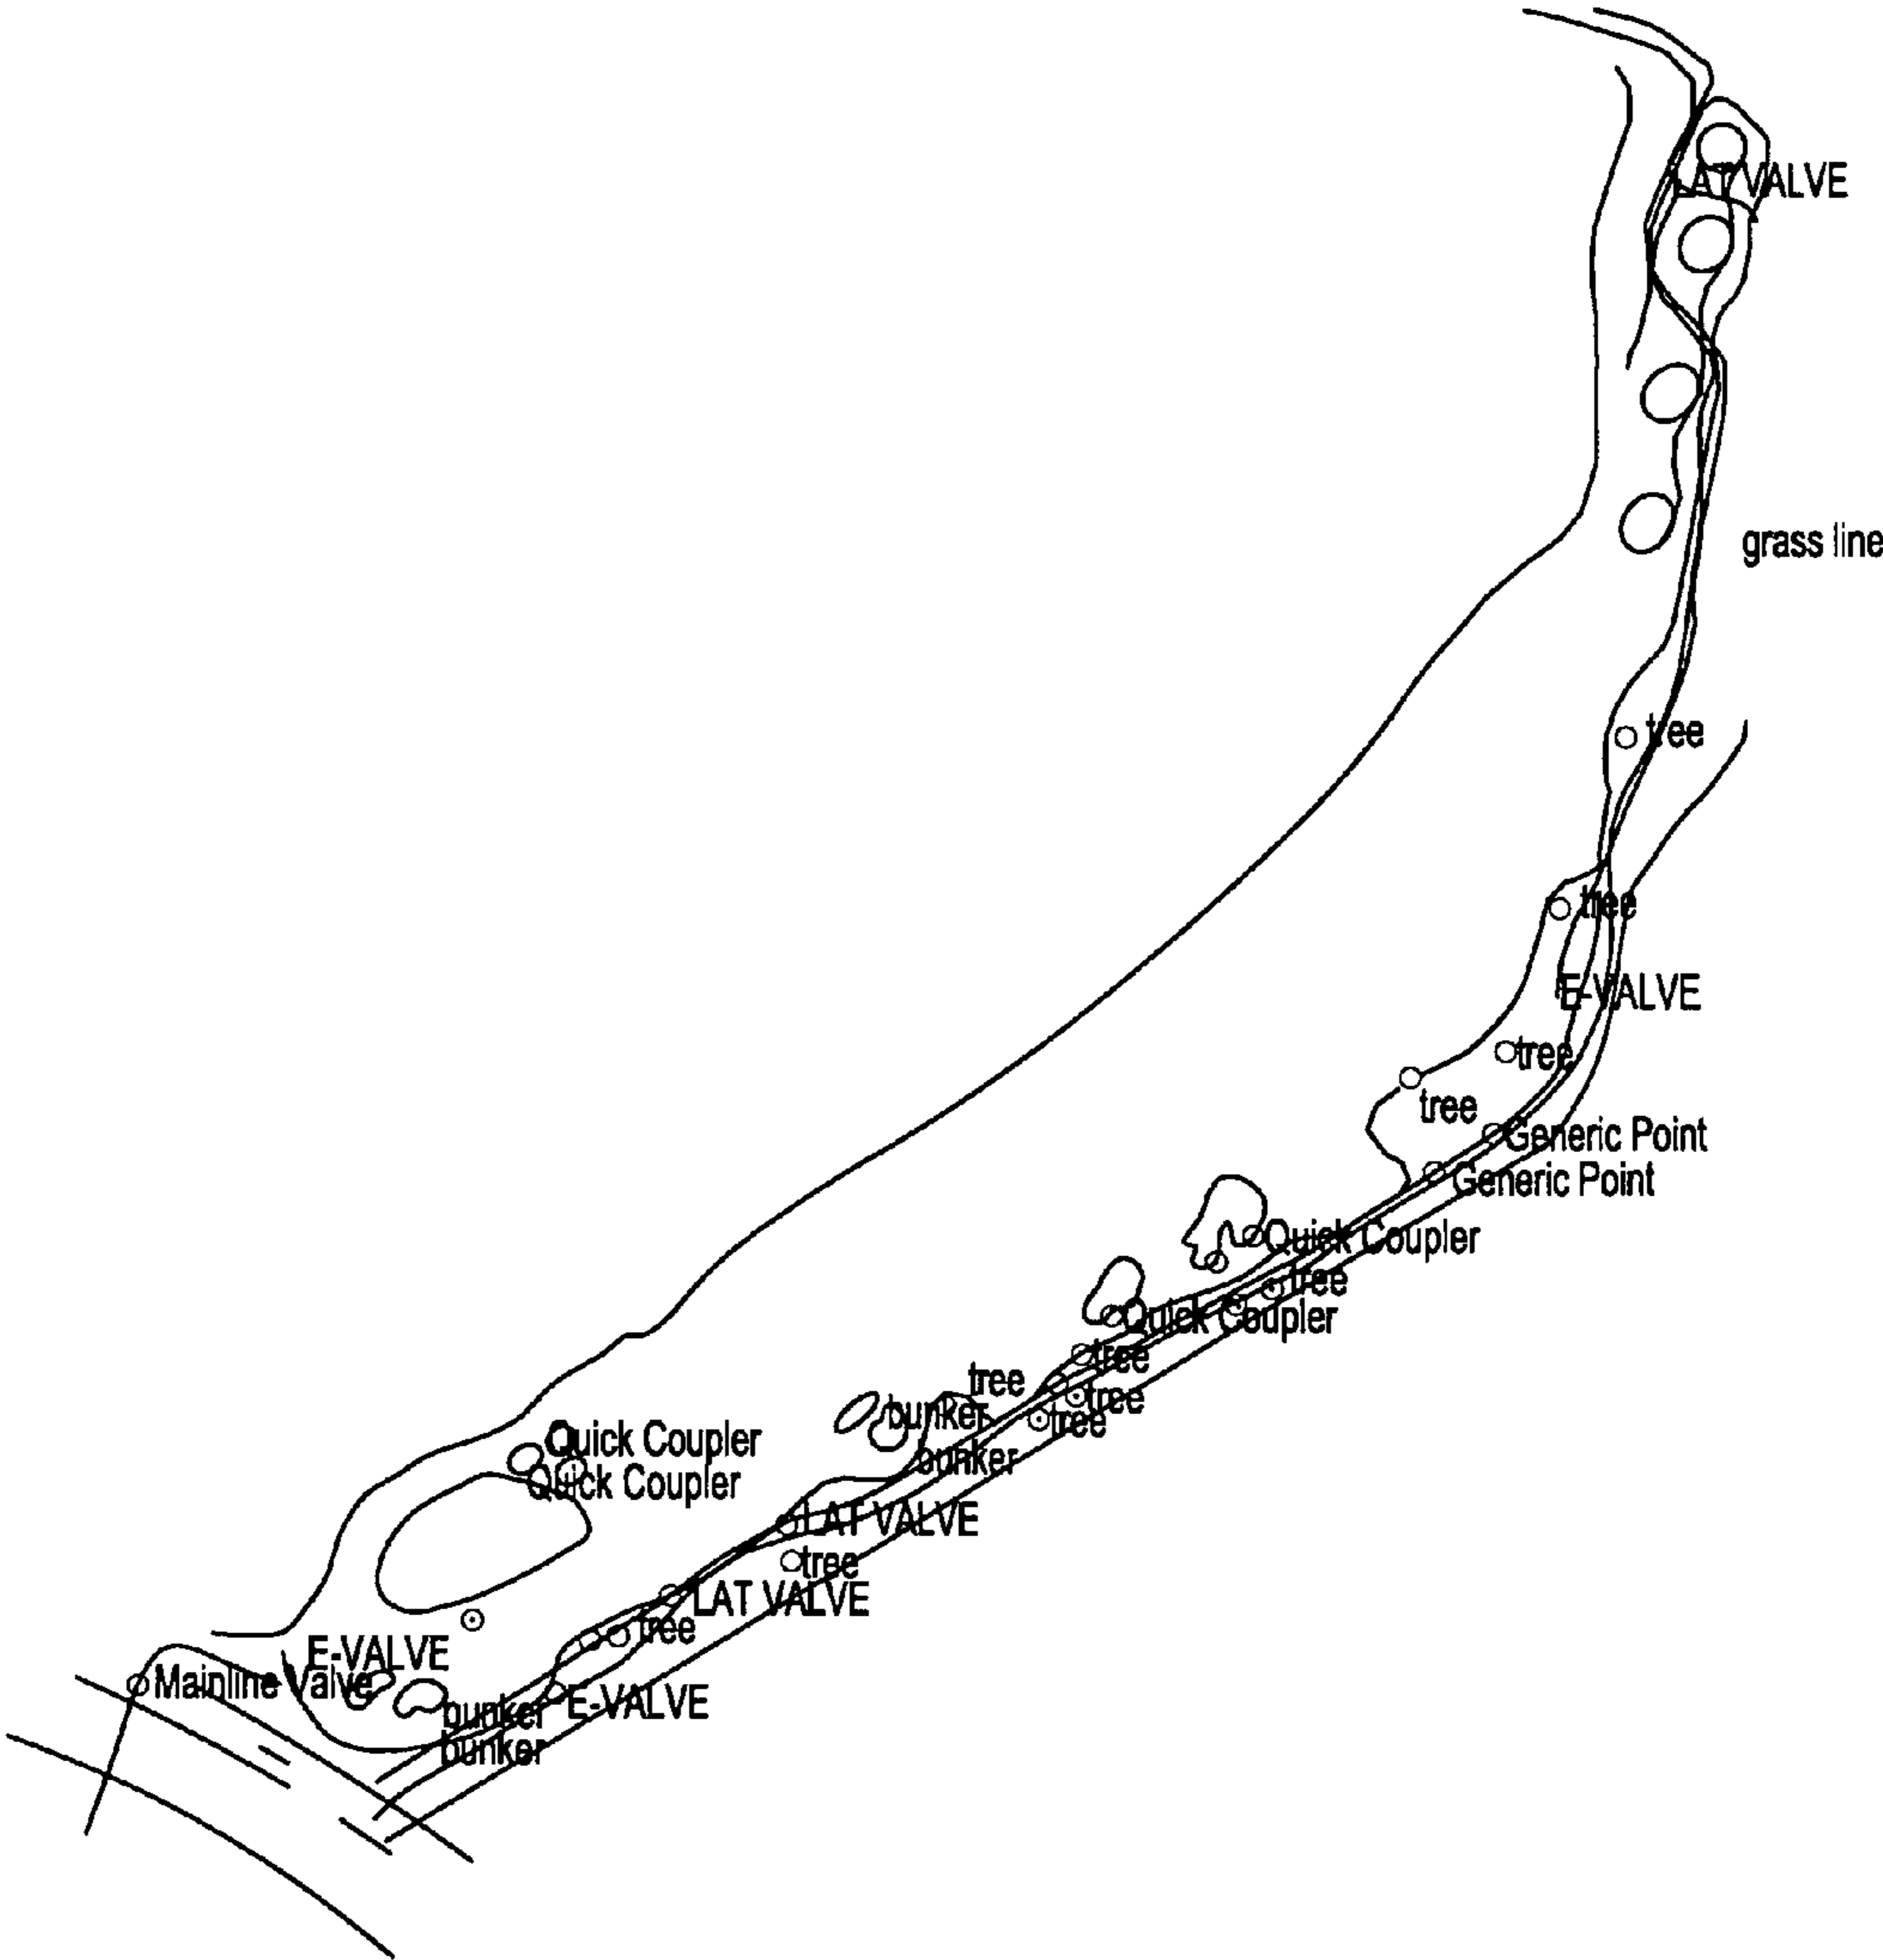 LAT VALVE
grass line
tree
tree
E-VALVE
tree
tree
Generic Point
Generic Point
Quick Coupler
tree
Quick Coupler
tree
tree
tree
tree
bunker
Quick Coupler
bunker
Quick Coupler
LAT VALVE
tree
LAT VALVE
tree
E-VALVE
Mainline Valve
E-VALVE
bunker
bunker